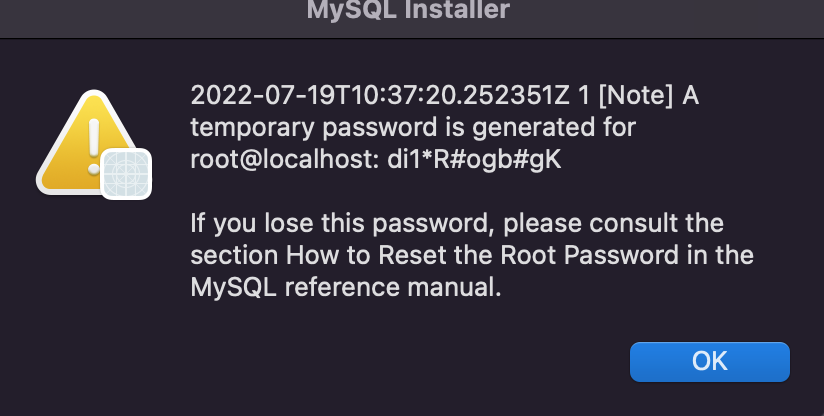 MySQL Installer
2022-07-19T10:37:20.252351Z 1 [Note] A
temporary password is generated for
root@localhost: di1*R#ogb#gK
If you lose this password, please consult the
section How to Reset the Root Password in the
MySQL reference manual.
OK